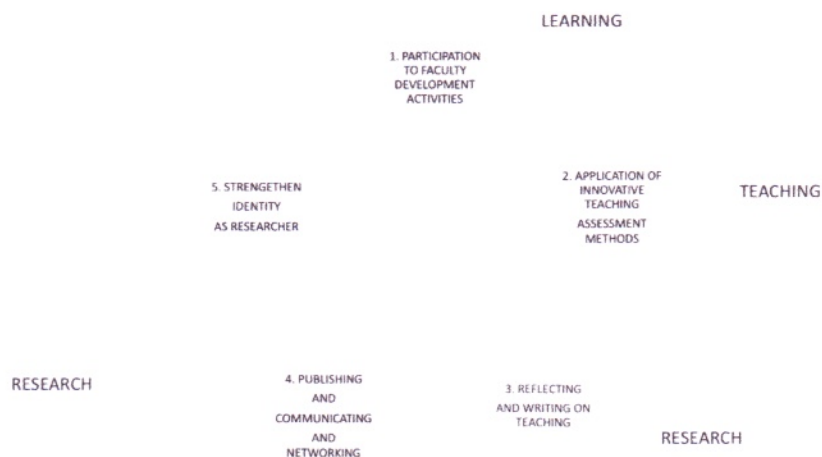 LEARNING
1. PARTICIPATION
TO FACULTY
DEVELOPMENT
ACTIVITIES
2. APPLICATION OF
INNOVATIVE
TEACHING
ASSESSMENT
METHODS
TEACHING
5. STRENGETHEN
IDENTITY
AS RESEARCHER
RESEARCH
4. PUBLISHING
AND
COMMUNICATING
AND
NETWORKING
3. REFLECTING
AND WRITING ON
TEACHING
RESEARCH